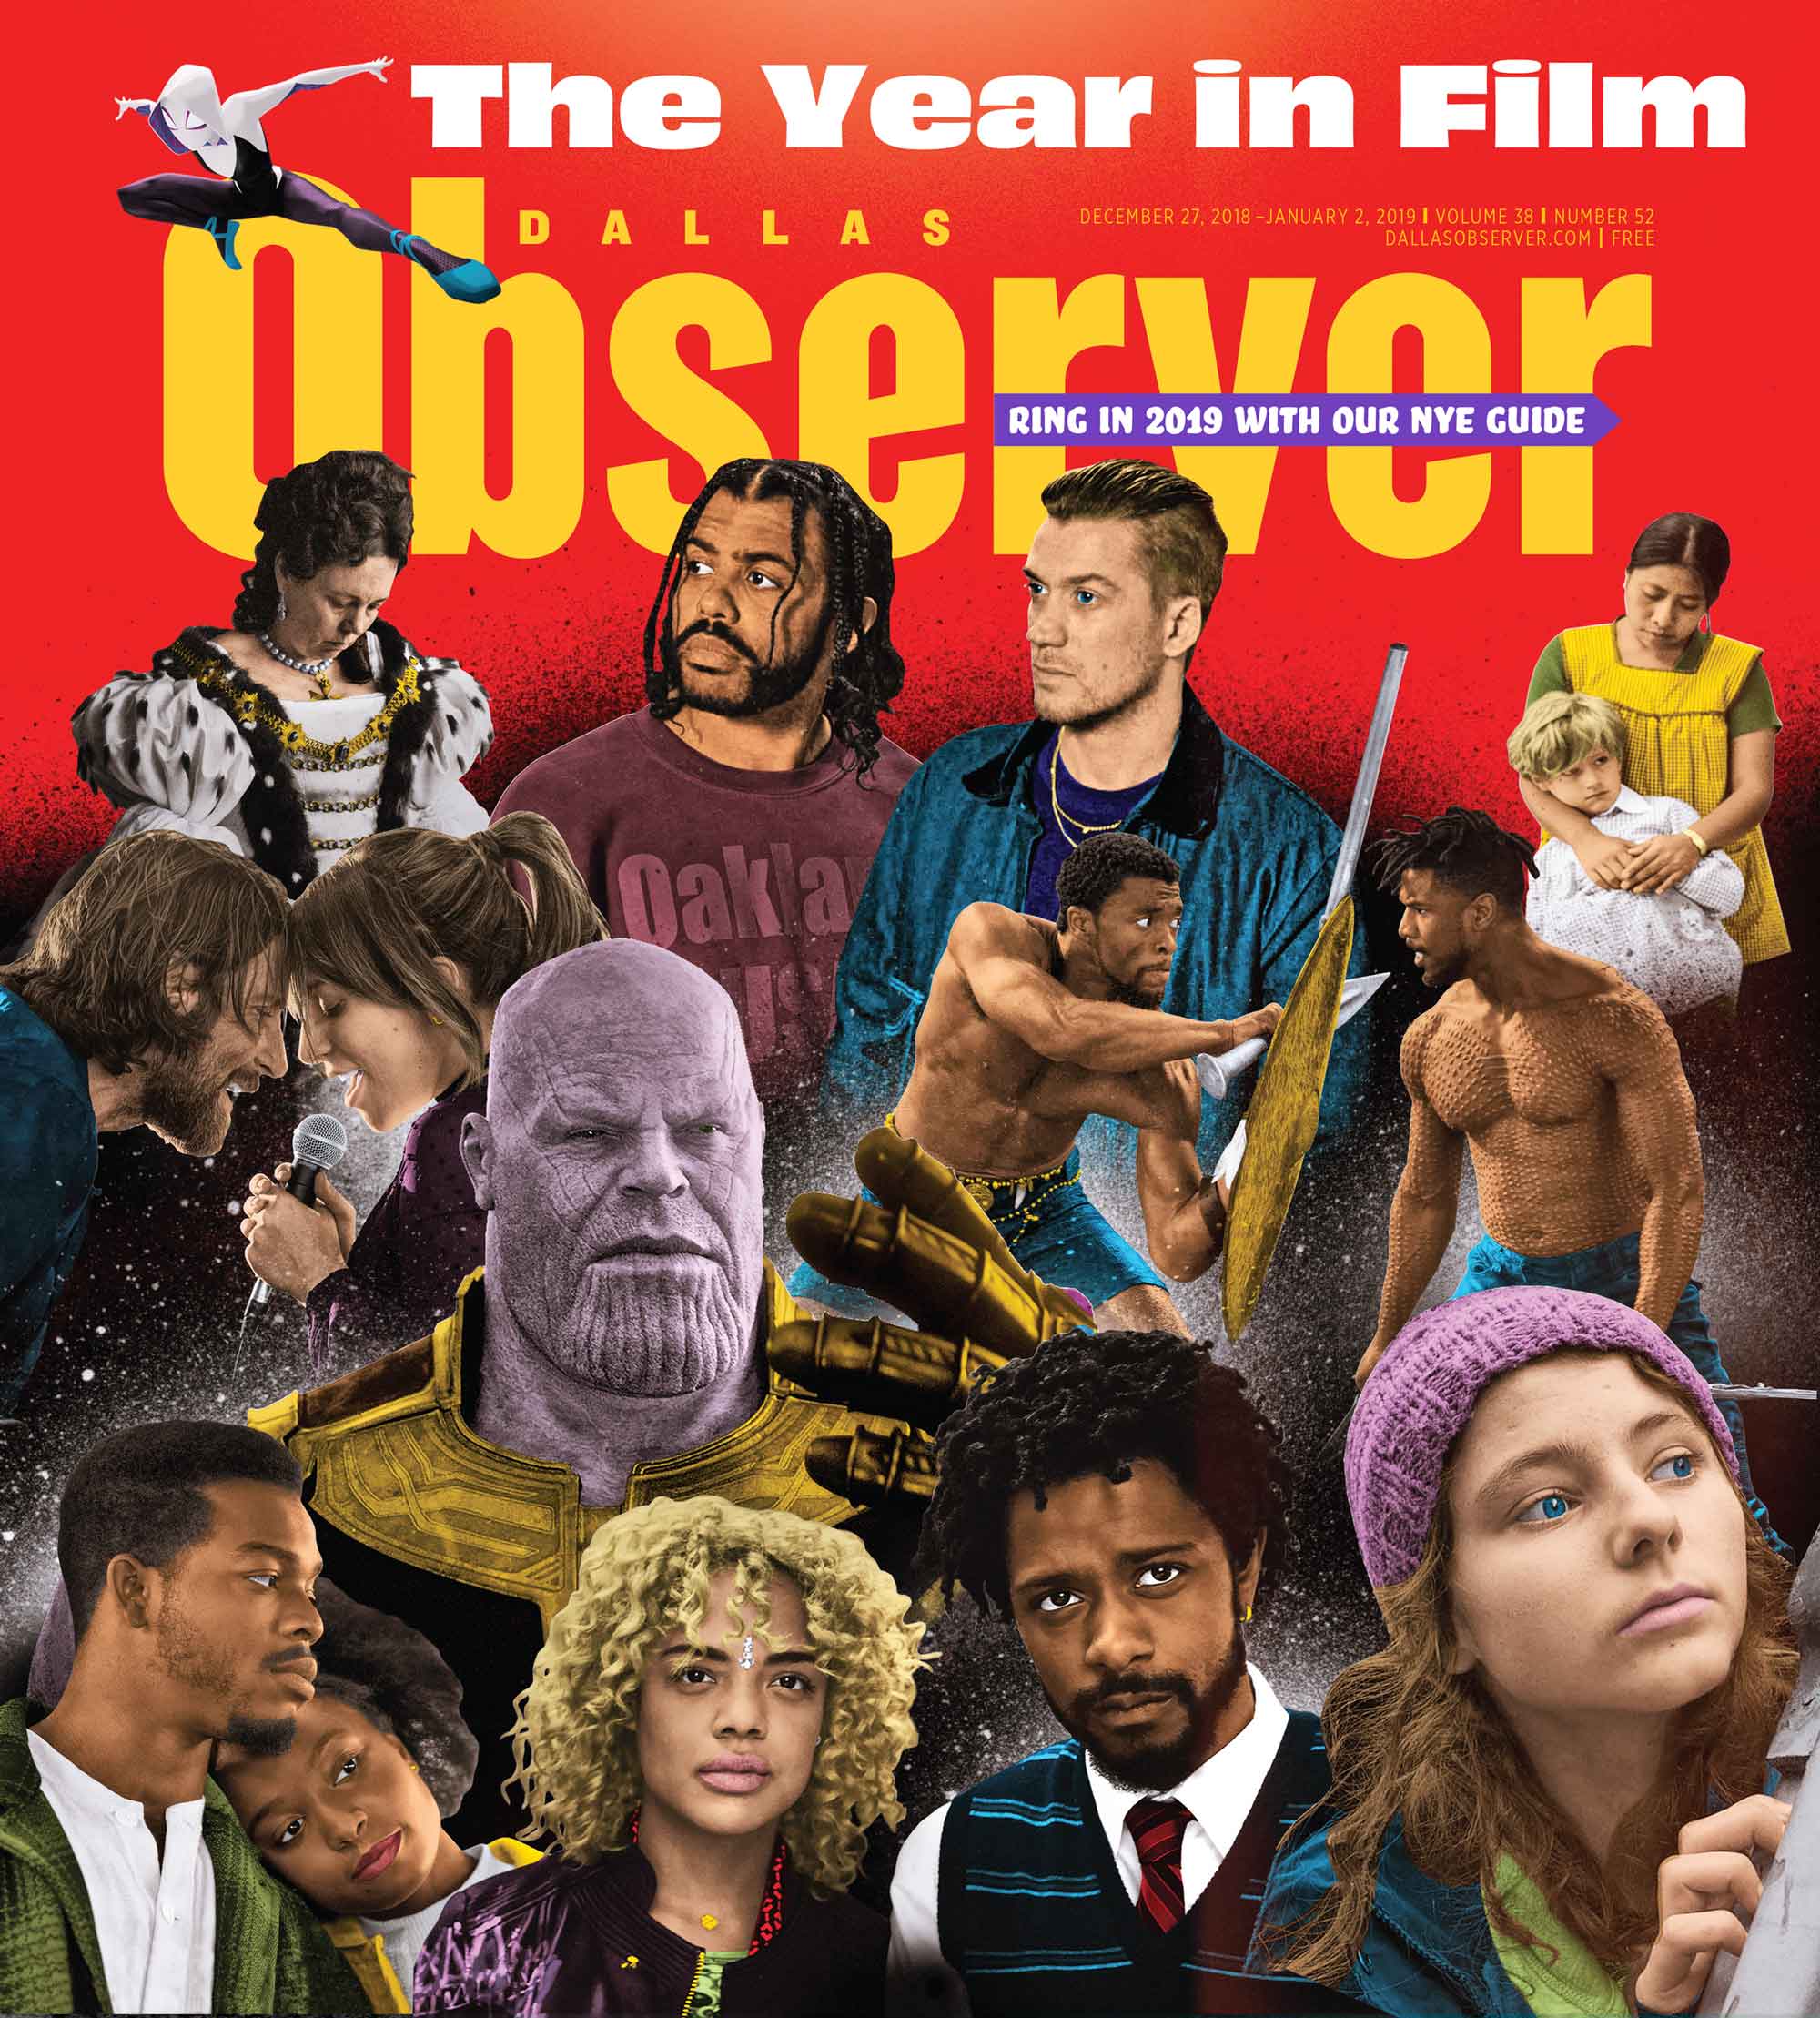 The Year in Film
DALLAS
DECEMBER 27, 2018–JANUARY 2, 2019 | VOLUME 38 | NUMBER 52
DALLASOBSERVER.COM | FREE
Observer
RING IN 2019 WITH OUR NYE GUIDE